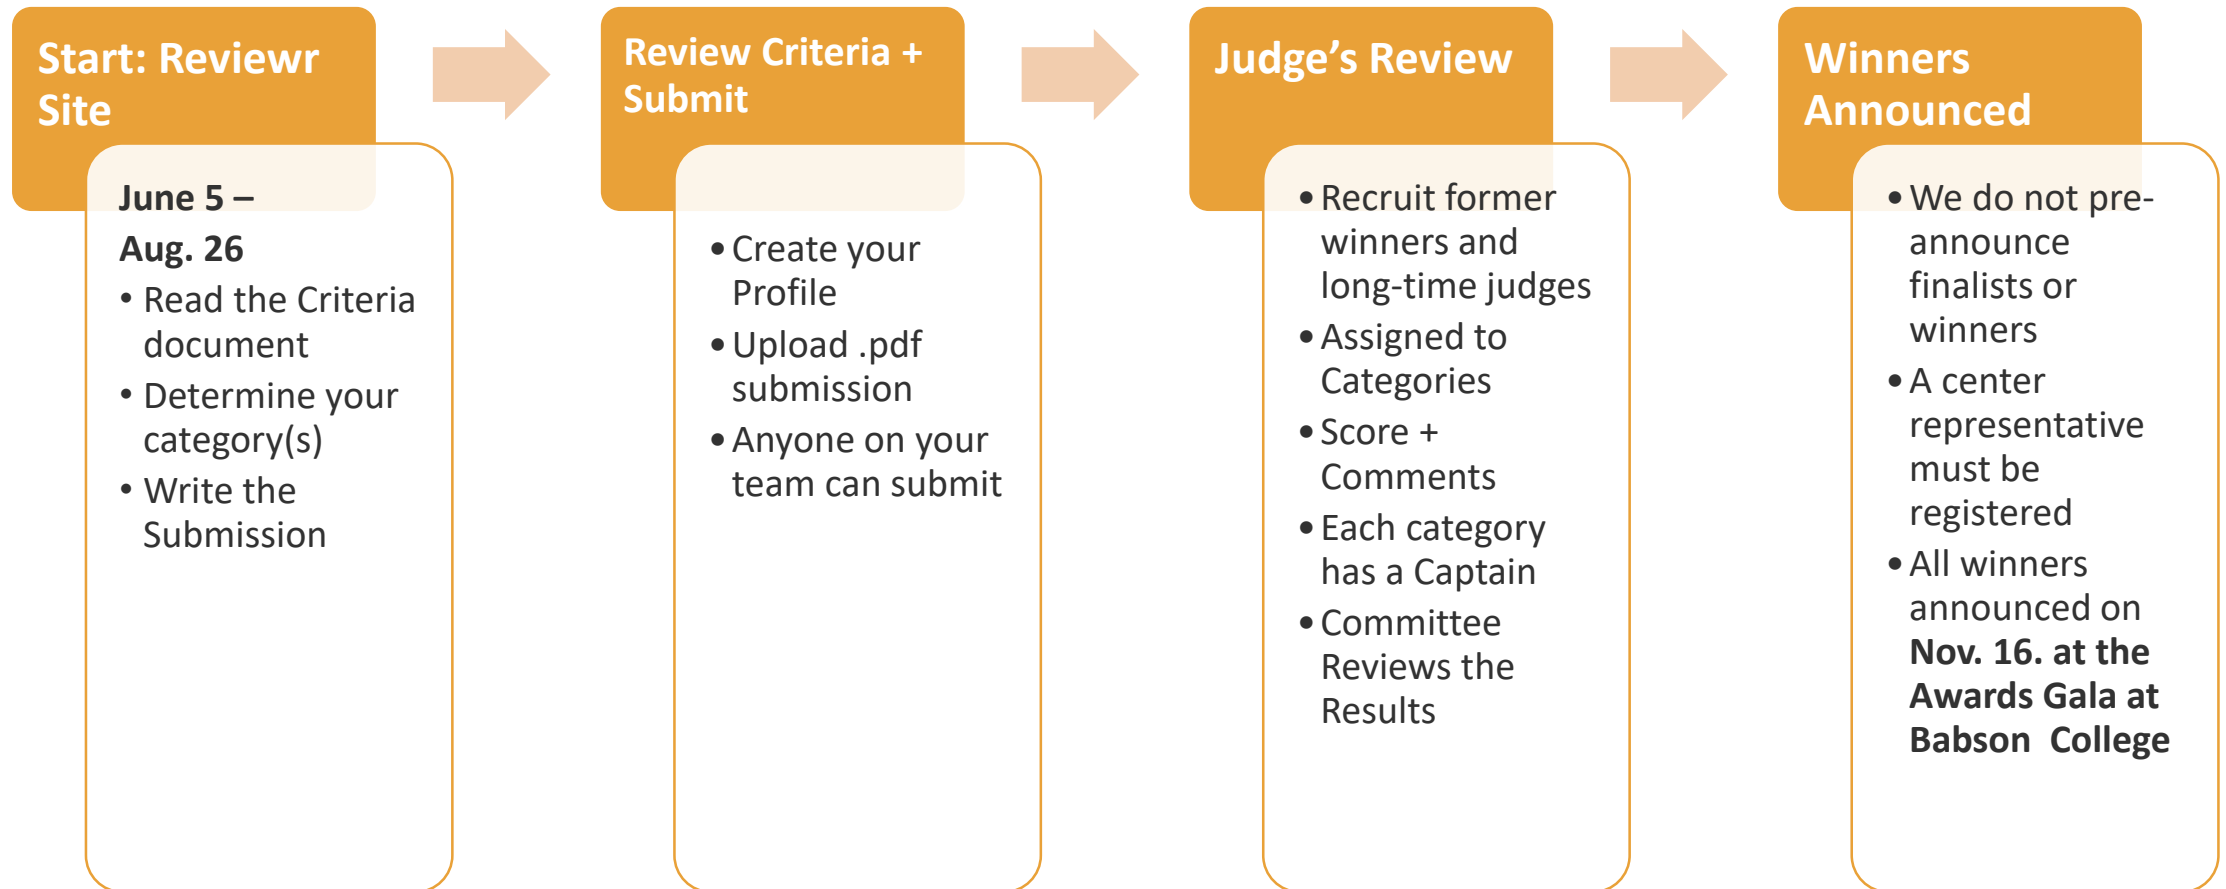 Start: Reviewr
Site
June 5 –
Aug. 26
• Read the Criteria
document
• Determine your
category(s)
• Write the
Submission
Review Criteria +
Submit
• Create your
Profile
• Upload .pdf
submission
• Anyone on your
team can submit
Judge’s Review
• Recruit former
winners and
long-time judges
• Assigned to
Categories
• Score +
Comments
• Each category
has a Captain
• Committee
Reviews the
Results
Winners
Announced
• We do not pre-
announce
finalists or
winners
• A center
representative
must be
registered
• All winners
announced on
Nov. 16. at the
Awards Gala at
Babson  College